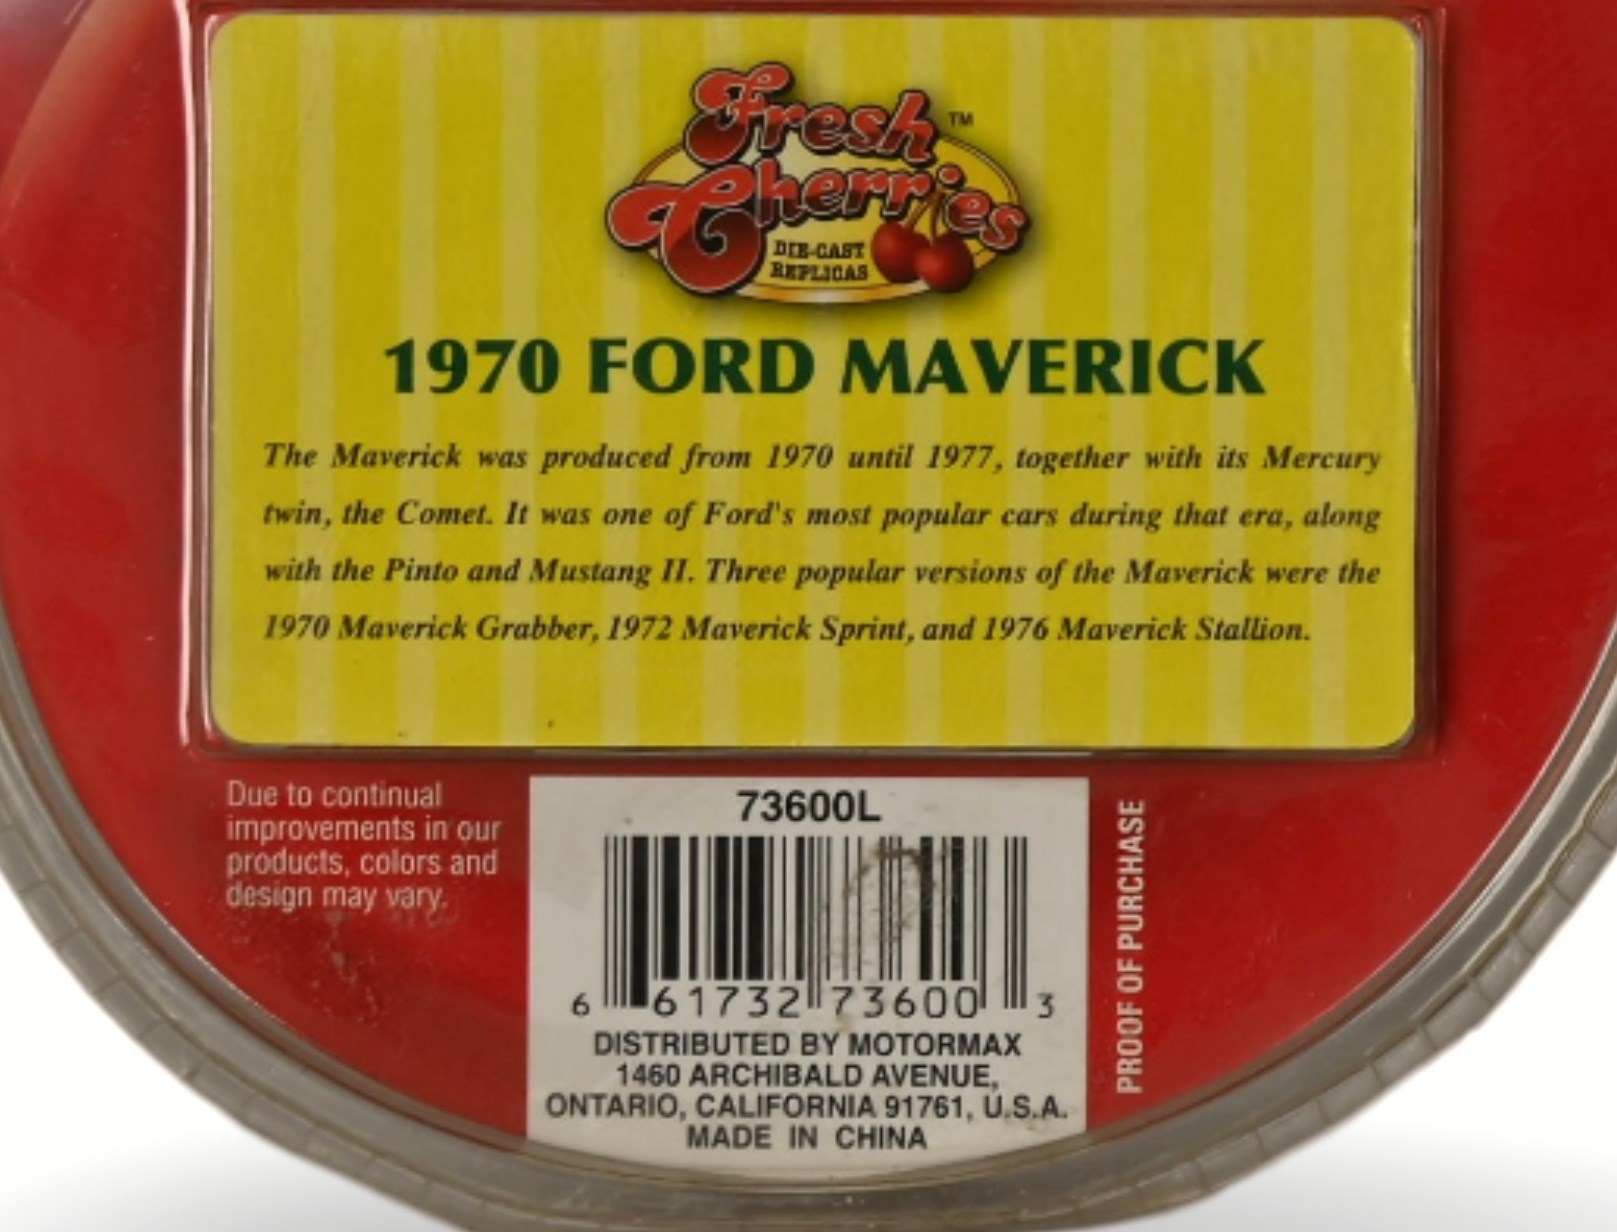 Fresh™
Cherries
DIE-CAST
REPLICAS
1970 FORD MAVERICK
The Maverick was produced from 1970 until 1977, together with its Mercury
twin, the Comet. It was one of Ford's most popular cars during that era, along
with the Pinto and Mustang II. Three popular versions of the Maverick were the
1970 Maverick Grabber, 1972 Maverick Sprint, and 1976 Maverick Stallion.
Due to continual
improvements in our
products, colors and
design may vary.
73600L
6 61732 73600 3
DISTRIBUTED BY MOTORMAX
1460 ARCHIBALD AVENUE,
ONTARIO, CALIFORNIA 91761, U.S.A.
MADE IN CHINA
PROOF OF PURCHASE